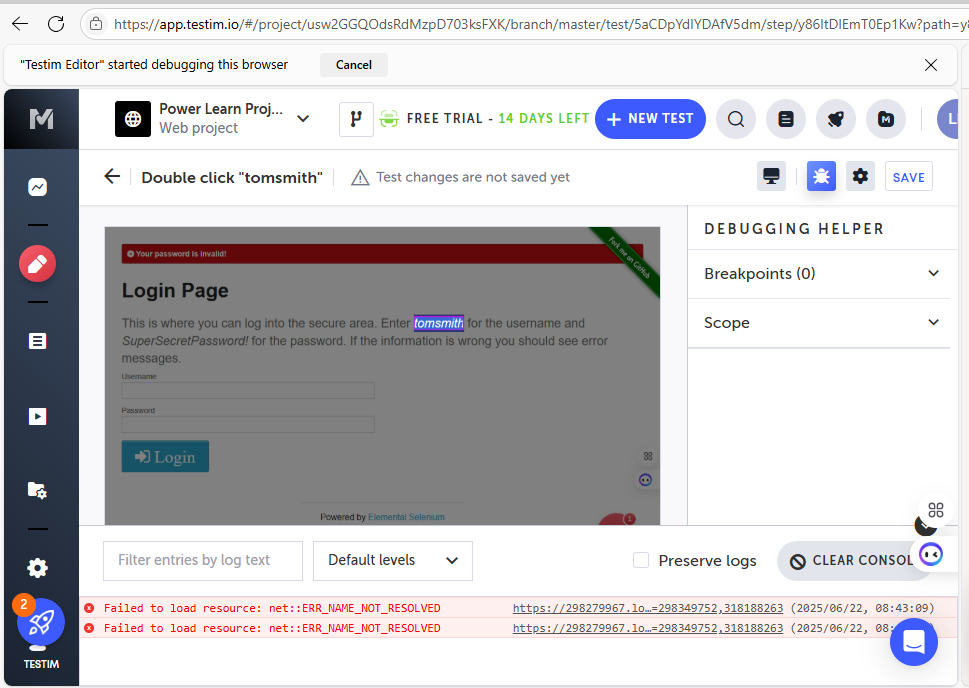 https://app.testim.io/#/project/usw2GGQOdsRdMzpD703ksFXK/branch/master/test/5aCDpYdlYDAfV5dm/step/y86ltDlEmT0Ep1Kw?path=y8
"Testim Editor" started debugging this browser
Cancel
Power Learn Proj...
Web project
FREE TRIAL - 14 DAYS LEFT
+ NEW TEST
Double click "tomsmith"
Test changes are not saved yet
SAVE
Your password is invalid!
Fork me on GitHub
Login Page
This is where you can log into the secure area. Enter tomsmith for the username and
SuperSecretPassword! for the password. If the information is wrong you should see error
messages.
Username
Password
Login
Powered by Elemental Selenium
DEBUGGING HELPER
Breakpoints (0)
Scope
Filter entries by log text
Default levels
Preserve logs
CLEAR CONSOL
Failed to load resource: net::ERR_NAME_NOT_RESOLVED
https://298279967.lo…=298349752,318188263 (2025/06/22, 08:43:09)
Failed to load resource: net::ERR_NAME_NOT_RESOLVED
https://298279967.lo…=298349752,318188263 (2025/06/22, 08:
2
TESTIM